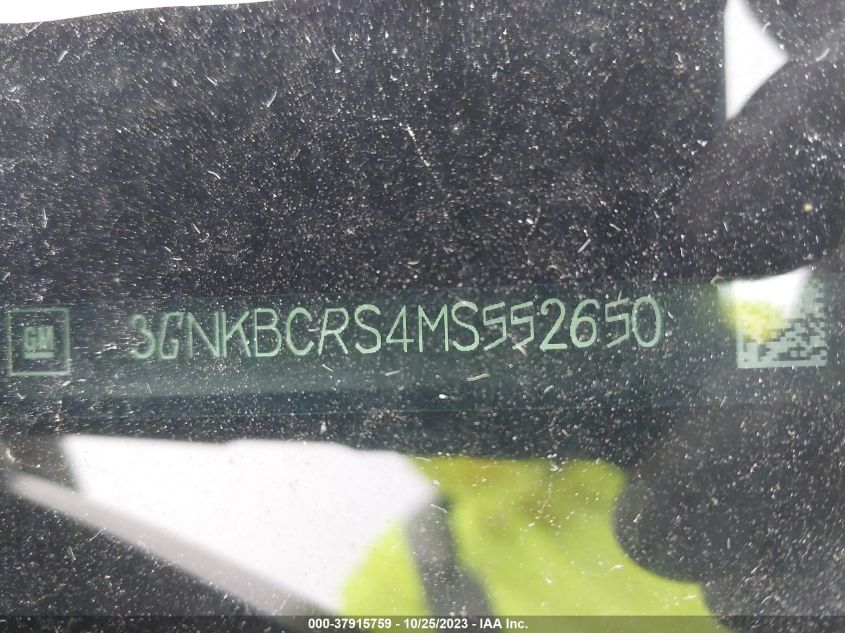 GM 3GNKBCRS4MS552650
000-37915759 - 10/25/2023 - IAA Inc.